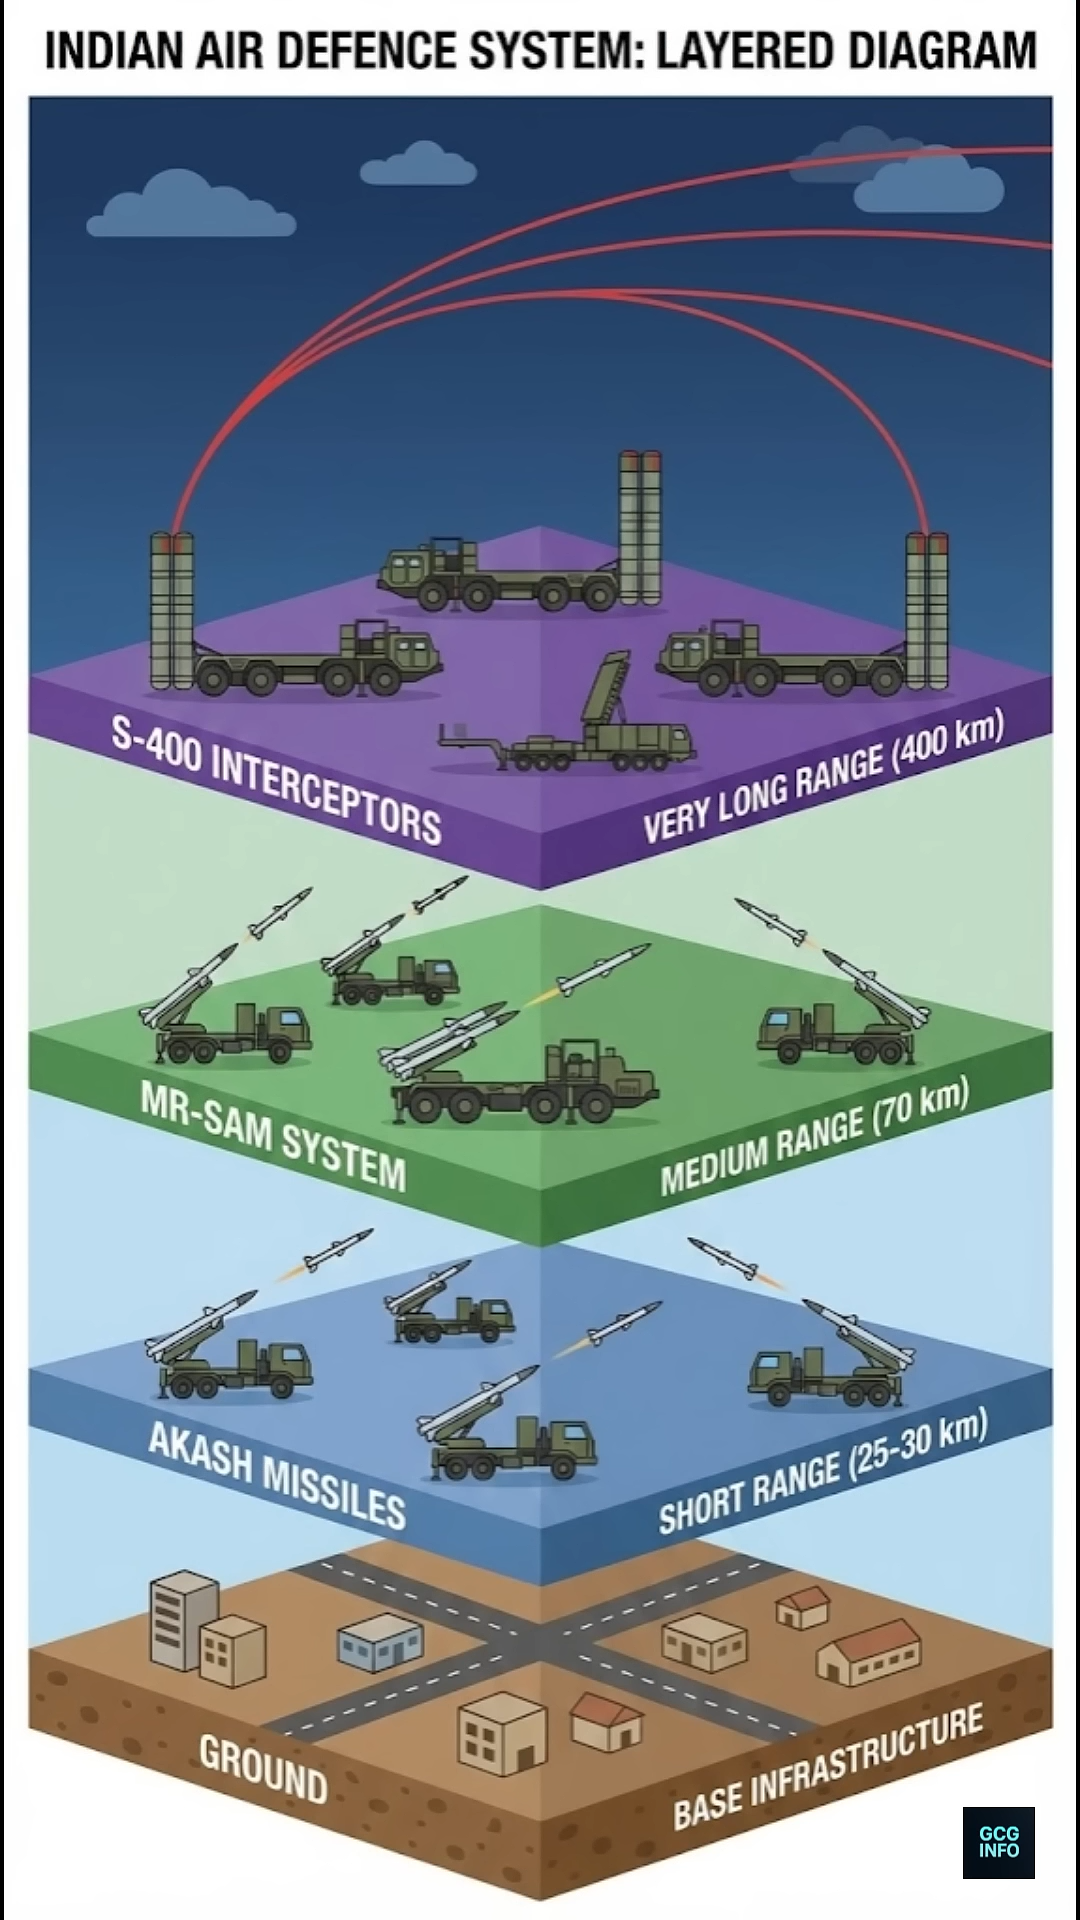 INDIAN AIR DEFENCE SYSTEM: LAYERED DIAGRAM
S-400 INTERCEPTORS
VERY LONG RANGE (400 km)
MR-SAM SYSTEM
MEDIUM RANGE (70 km)
AKASH MISSILES
SHORT RANGE (25-30 km)
GROUND
BASE INFRASTRUCTURE
GCG
INFO